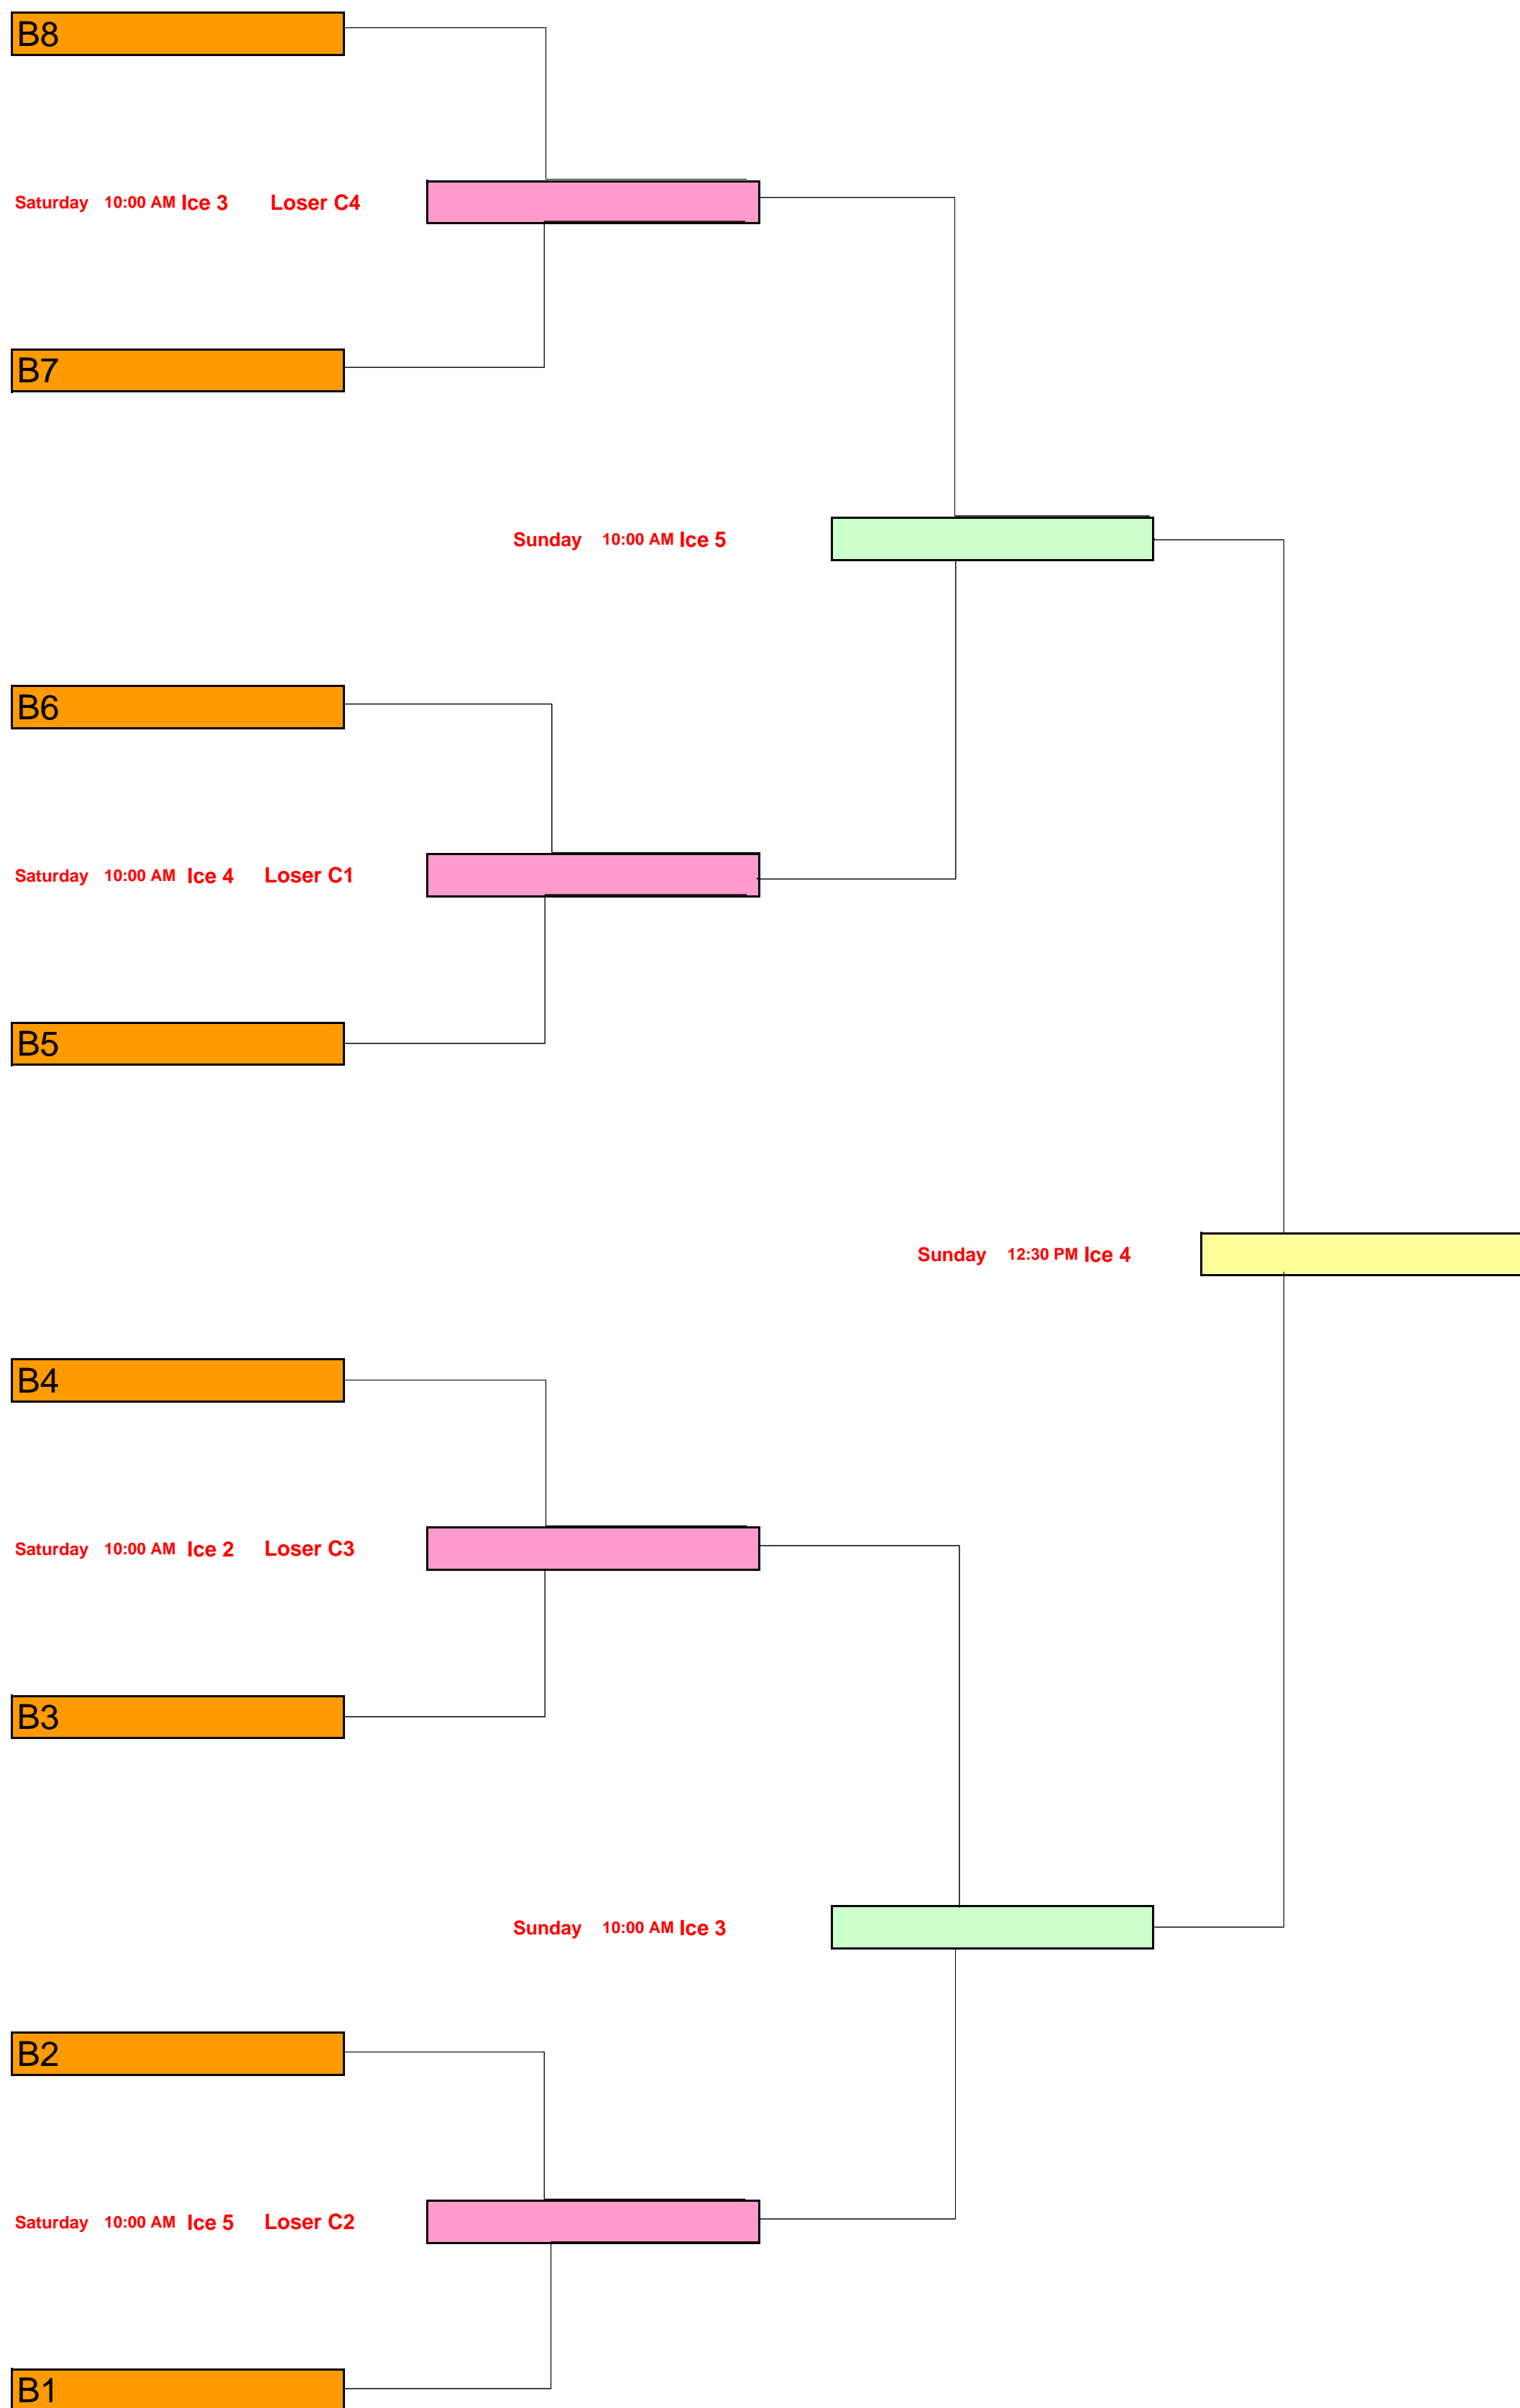 B8
Saturday 10:00 AM Ice 3 Loser C4
B7
Sunday 10:00 AM Ice 5
B6
Saturday 10:00 AM Ice 4 Loser C1
B5
Sunday 12:30 PM Ice 4
B4
Saturday 10:00 AM Ice 2 Loser C3
B3
Sunday 10:00 AM Ice 3
B2
Saturday 10:00 AM Ice 5 Loser C2
B1